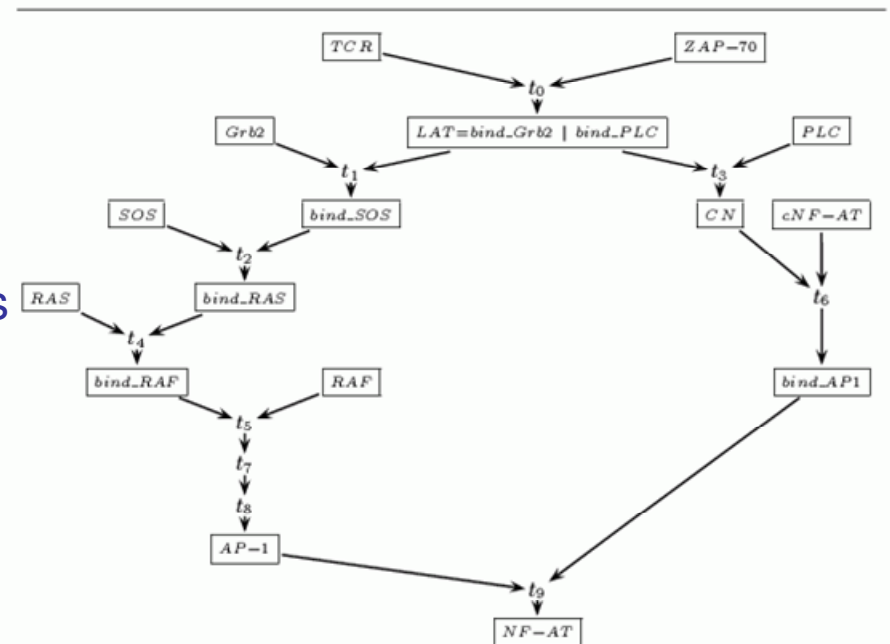 TCR ZAP−70
t0
Grb2 LAT=bind_Grb2 | bind_PLC PLC
t1 t3
SOS bind_SOS CN cNF−AT
t2
s RAS bind_RAS t6
t4
bind_RAF RAF bind_AP1
t5
t7
t8
AP−1
t9
NF−AT